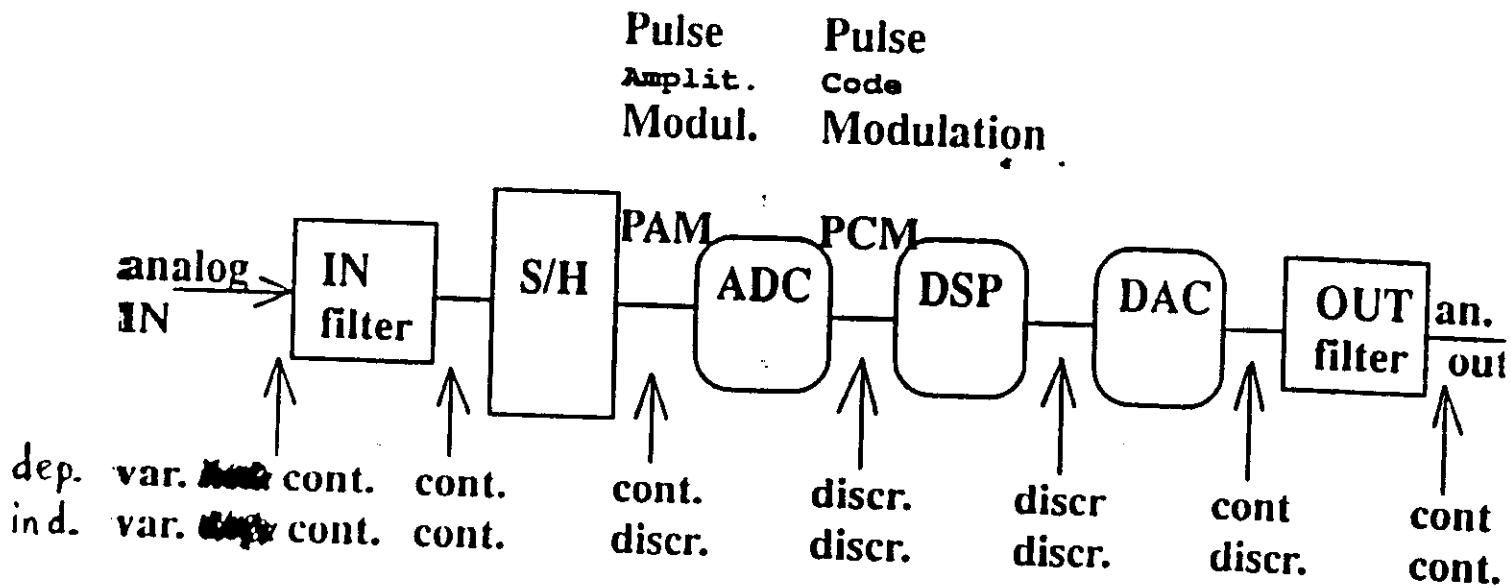 Pulse Pulse
Amplit. Code
Modul. Modulation
PAM PCM
analog IN S/H ADC DSP DAC OUT an.
IN filter filter out
dep. var. cont. cont. cont. discr. discr cont cont
ind. var. cont. cont. discr. discr. discr. discr. cont.